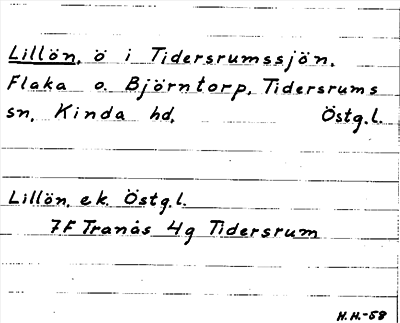 Lillön, ö i Tidersrumssjön,
Flaka o. Björntorp, Tidersrums
sn, Kinda hd, Östg.l.
Lillön, ek. Östg.l.
7F Tranås 4g Tidersrum
H.H.-58